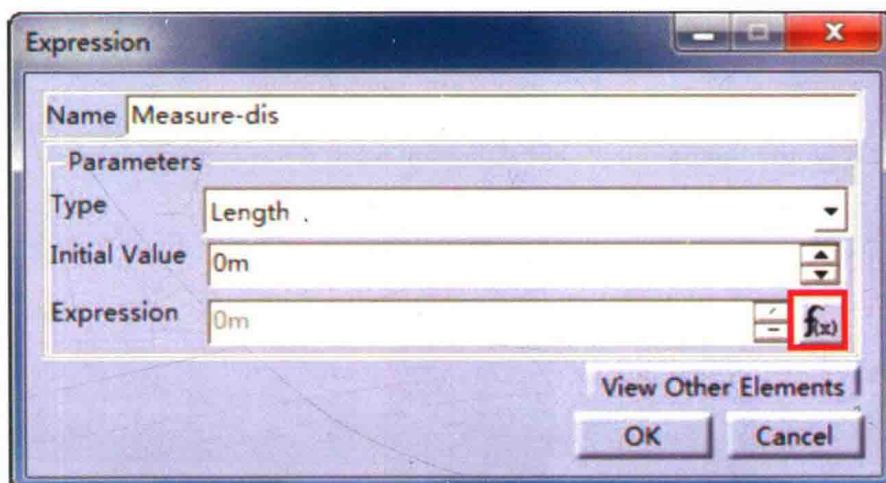 Expression
Name Measure-dis
Parameters
Type Length
Initial Value 0m
Expression 0m f(x)
View Other Elements
OK Cancel